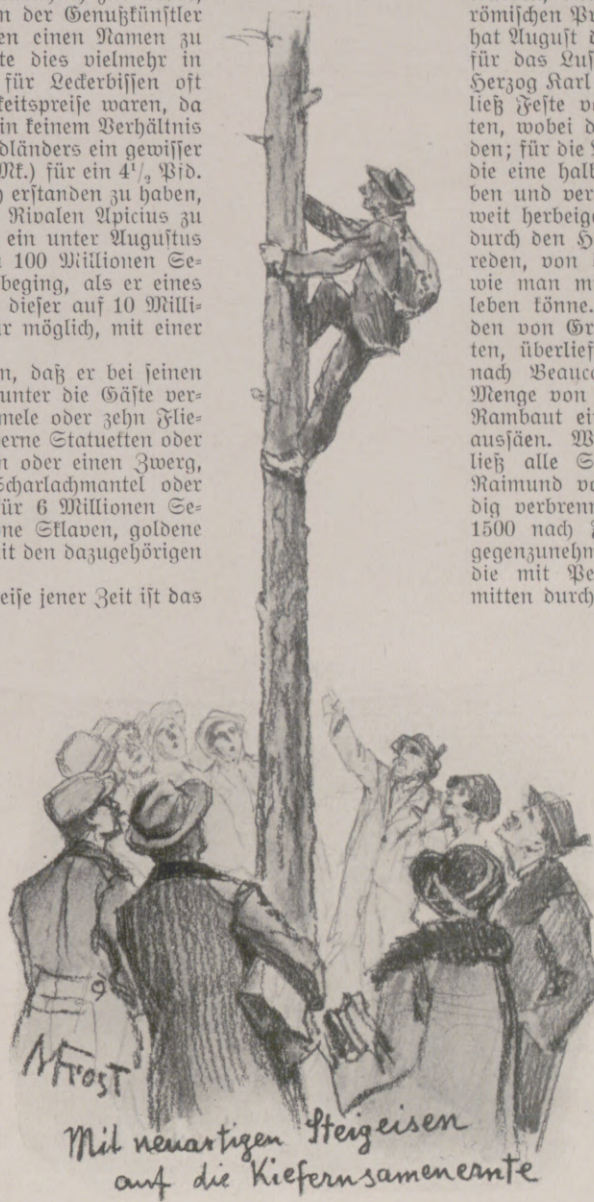 n der Genußkünstler
en einen Namen zu
te dies vielmehr in
für Leckerbissen oft
keitspreise waren, da
in keinem Verhältnis
dländers ein gewisser
Mk.) für ein 4¹/₂ Pfd.
) erstanden zu haben,
Rivalen Apicius zu
ein unter Augustus
n 100 Millionen Se-
beging, als er eines
dieser auf 10 Milli-
ar möglich, mit einer
n, daß er bei seinen
unter die Gäste ver-
mele oder zehn Flie-
erne Statuetten oder
n oder einen Zwerg,
Scharlachmantel oder
für 6 Millionen Se-
öne Sklaven, goldene
it den dazugehörigen
eise jener Zeit ist das
römischen Pr
hat August d
für das Luf
Herzog Karl
ließ Feste v
ten, wobei d
den; für die
die eine halb
ben und ver
weit herbeige
durch den H
reden, von
wie man m
leben könne.
den von Gr
ten, überlief
nach Beauca
Menge von
Rambaut ei
aussäen. W
ließ alle S
Raimund vo
dig verbrenn
1500 nach
gegenzunehm
die mit Pe
mitten durch
MFrost
Mit neuartigen Steigeisen
auf die Kiefernsamenernte